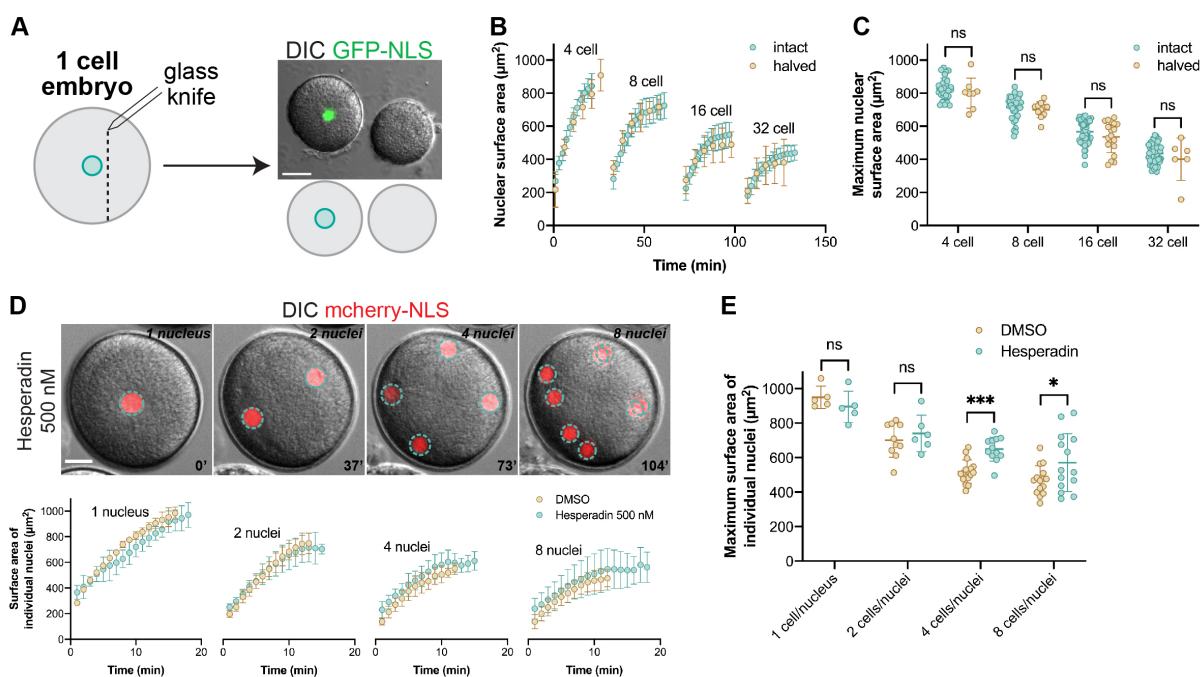 A
1 cell
embryo
glass
knife
DIC GFP-NLS
B
Nuclear surface area (µm²)
1000
800
600
400
200
0
4 cell
8 cell
16 cell
32 cell
intact
halved
0
50
100
150
Time (min)
C
Maximum nuclear
surface area (µm²)
1000
800
600
400
200
0
ns
ns
ns
ns
intact
halved
4 cell
8 cell
16 cell
32 cell
D
DIC mcherry-NLS
Hesperadin
500 nM
1 nucleus
0'
2 nuclei
37'
4 nuclei
73'
8 nuclei
104'
Surface area of
individual nuclei (µm²)
1000
800
600
400
200
0
1 nucleus
2 nuclei
4 nuclei
8 nuclei
DMSO
Hesperadin 500 nM
0 10 20
0 10 20
0 10 20
0 10 20
Time (min)
Time (min)
Time (min)
Time (min)
E
Maximum surface area of
individual nuclei (µm²)
DMSO
Hesperadin
1000
800
600
400
200
0
ns
ns
***
*
1 cell/nucleus
2 cells/nuclei
4 cells/nuclei
8 cells/nuclei